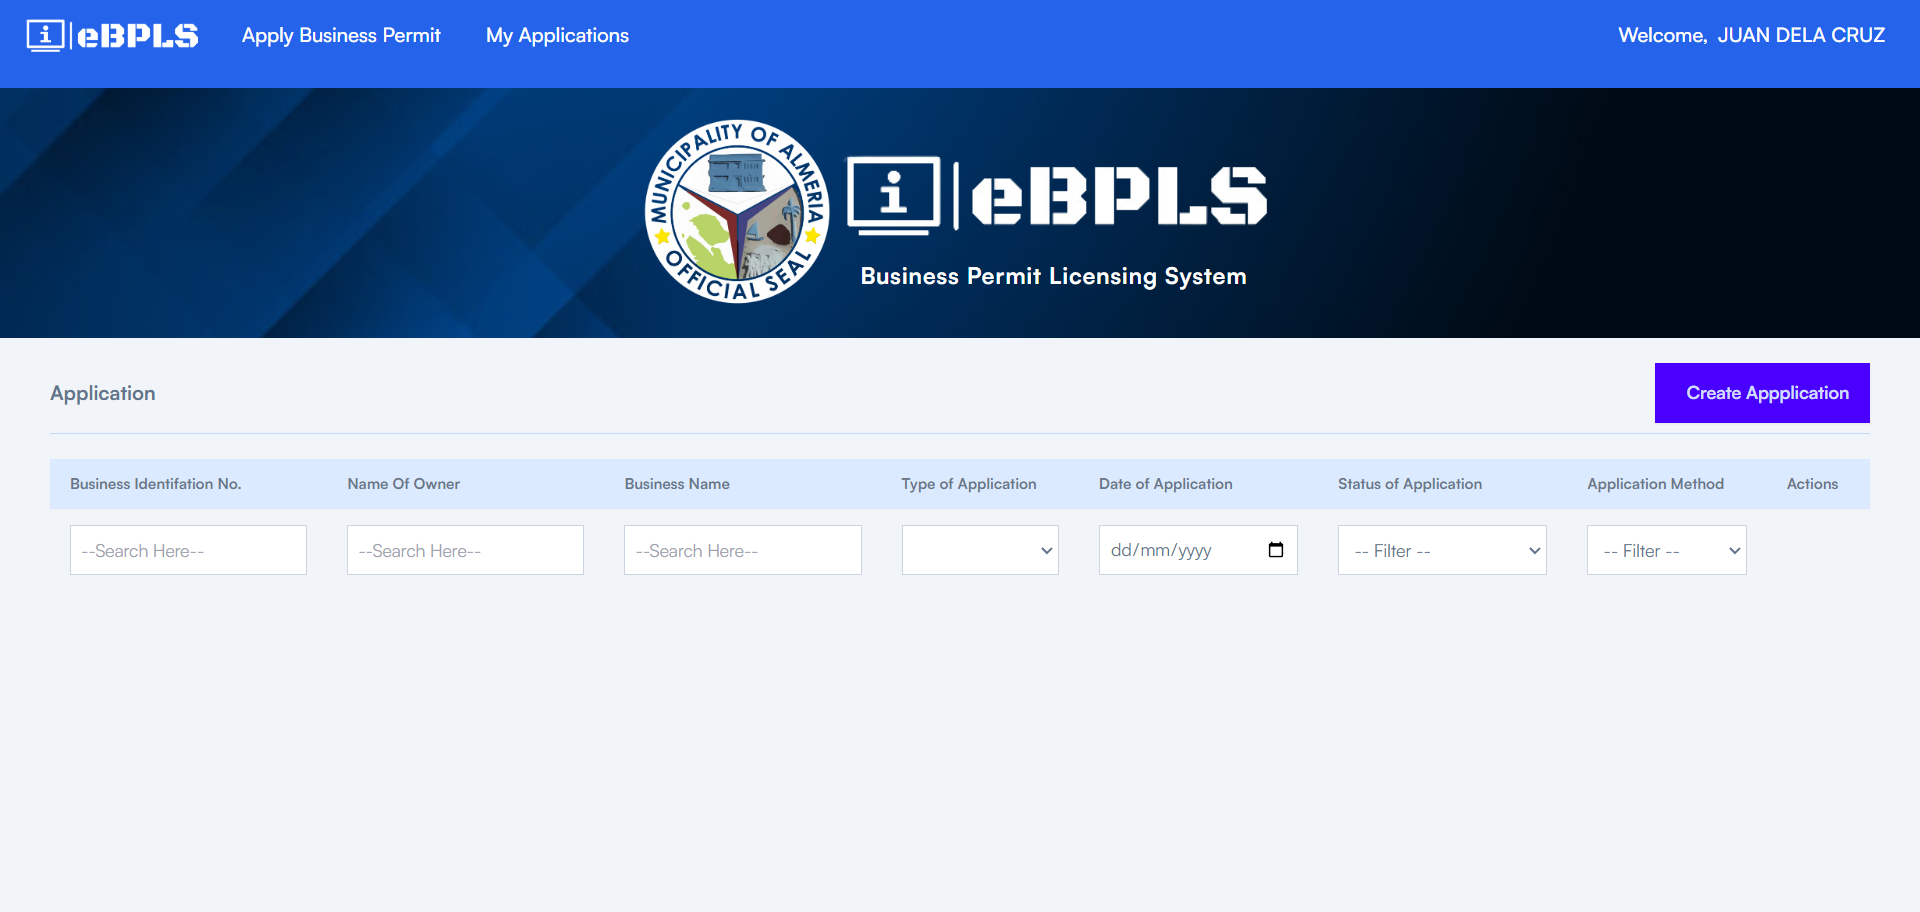 i eBPLS Apply Business Permit My Applications Welcome, JUAN DELA CRUZ
MUNICIPALITY OF ALMERIA
OFFICIAL SEAL
i eBPLS
Business Permit Licensing System
Application Create Appplication
Business Identifation No. Name Of Owner Business Name Type of Application Date of Application Status of Application Application Method Actions
--Search Here-- --Search Here-- --Search Here-- dd/mm/yyyy -- Filter -- -- Filter --